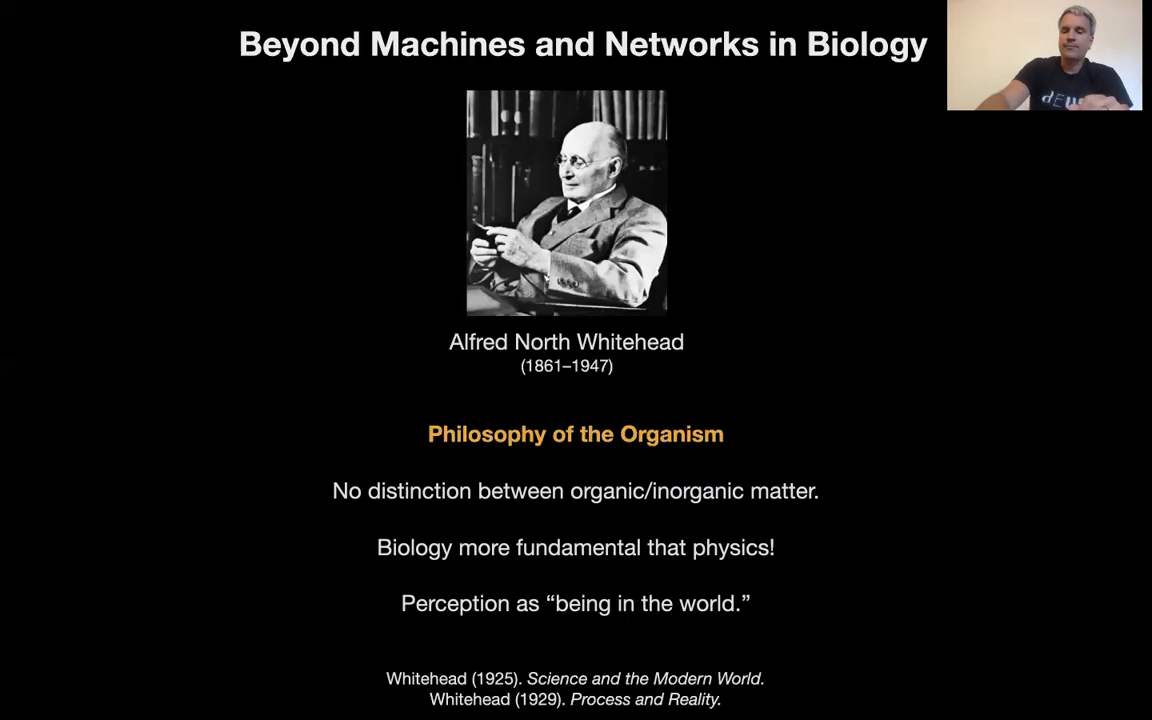 Beyond Machines and Networks in Biology
Alfred North Whitehead
(1861–1947)
Philosophy of the Organism
No distinction between organic/inorganic matter.
Biology more fundamental that physics!
Perception as “being in the world.”
Whitehead (1925). Science and the Modern World.
Whitehead (1929). Process and Reality.